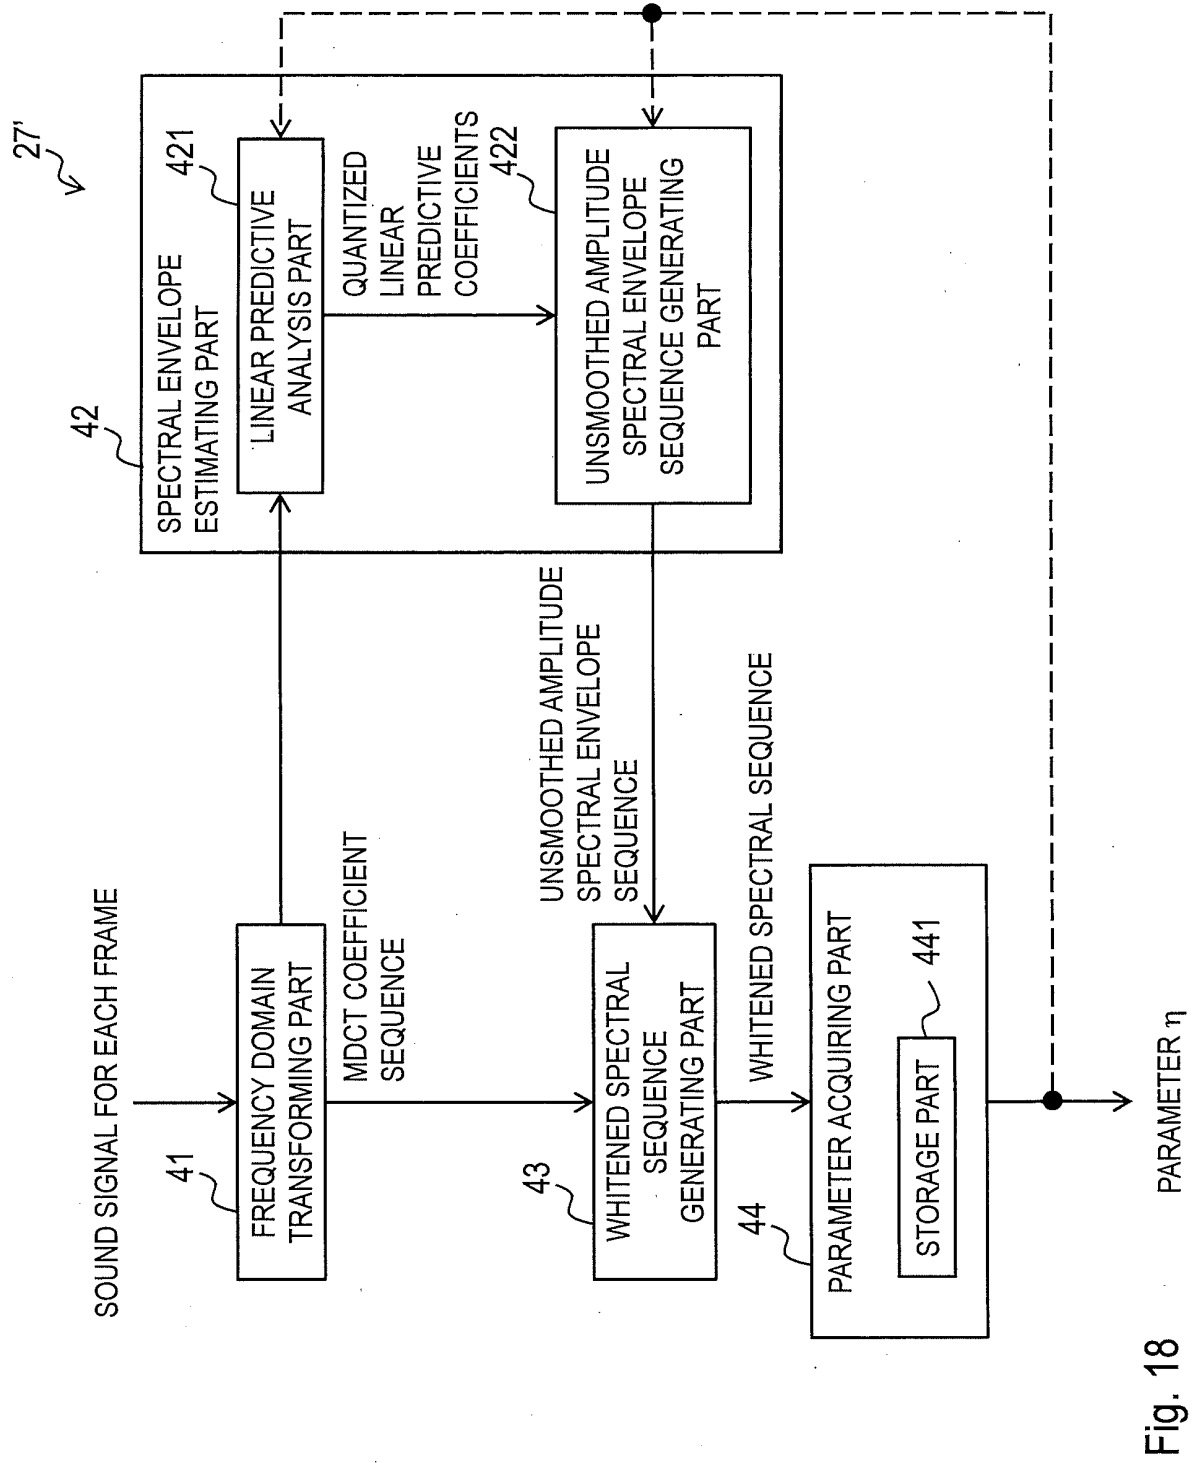 27'
SOUND SIGNAL FOR EACH FRAME
41
FREQUENCY DOMAIN
TRANSFORMING PART
MDCT COEFFICIENT
SEQUENCE
42
SPECTRAL ENVELOPE
ESTIMATING PART
421
LINEAR PREDICTIVE
ANALYSIS PART
QUANTIZED
LINEAR
PREDICTIVE
COEFFICIENTS
422
UNSMOOTHED AMPLITUDE
SPECTRAL ENVELOPE
SEQUENCE GENERATING
PART
UNSMOOTHED AMPLITUDE
SPECTRAL ENVELOPE
SEQUENCE
43
WHITENED SPECTRAL
SEQUENCE
GENERATING PART
WHITENED SPECTRAL SEQUENCE
44
PARAMETER ACQUIRING PART
441
STORAGE PART
PARAMETER η
Fig. 18